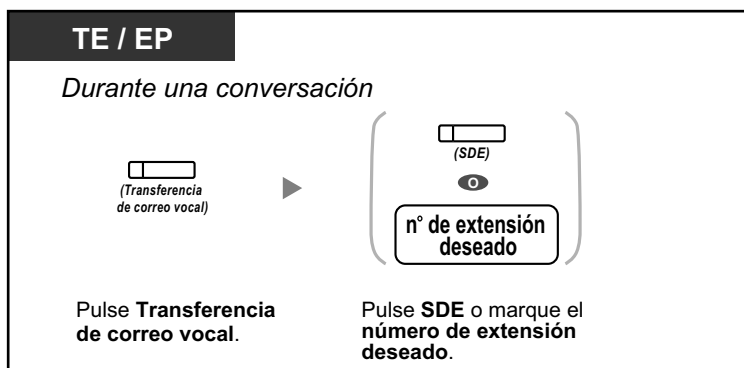 TE / EP
Durante una conversación
(Transferencia
de correo vocal)
(SDE)
O
n° de extensión
deseado
Pulse Transferencia
de correo vocal.
Pulse SDE o marque el
número de extensión
deseado.